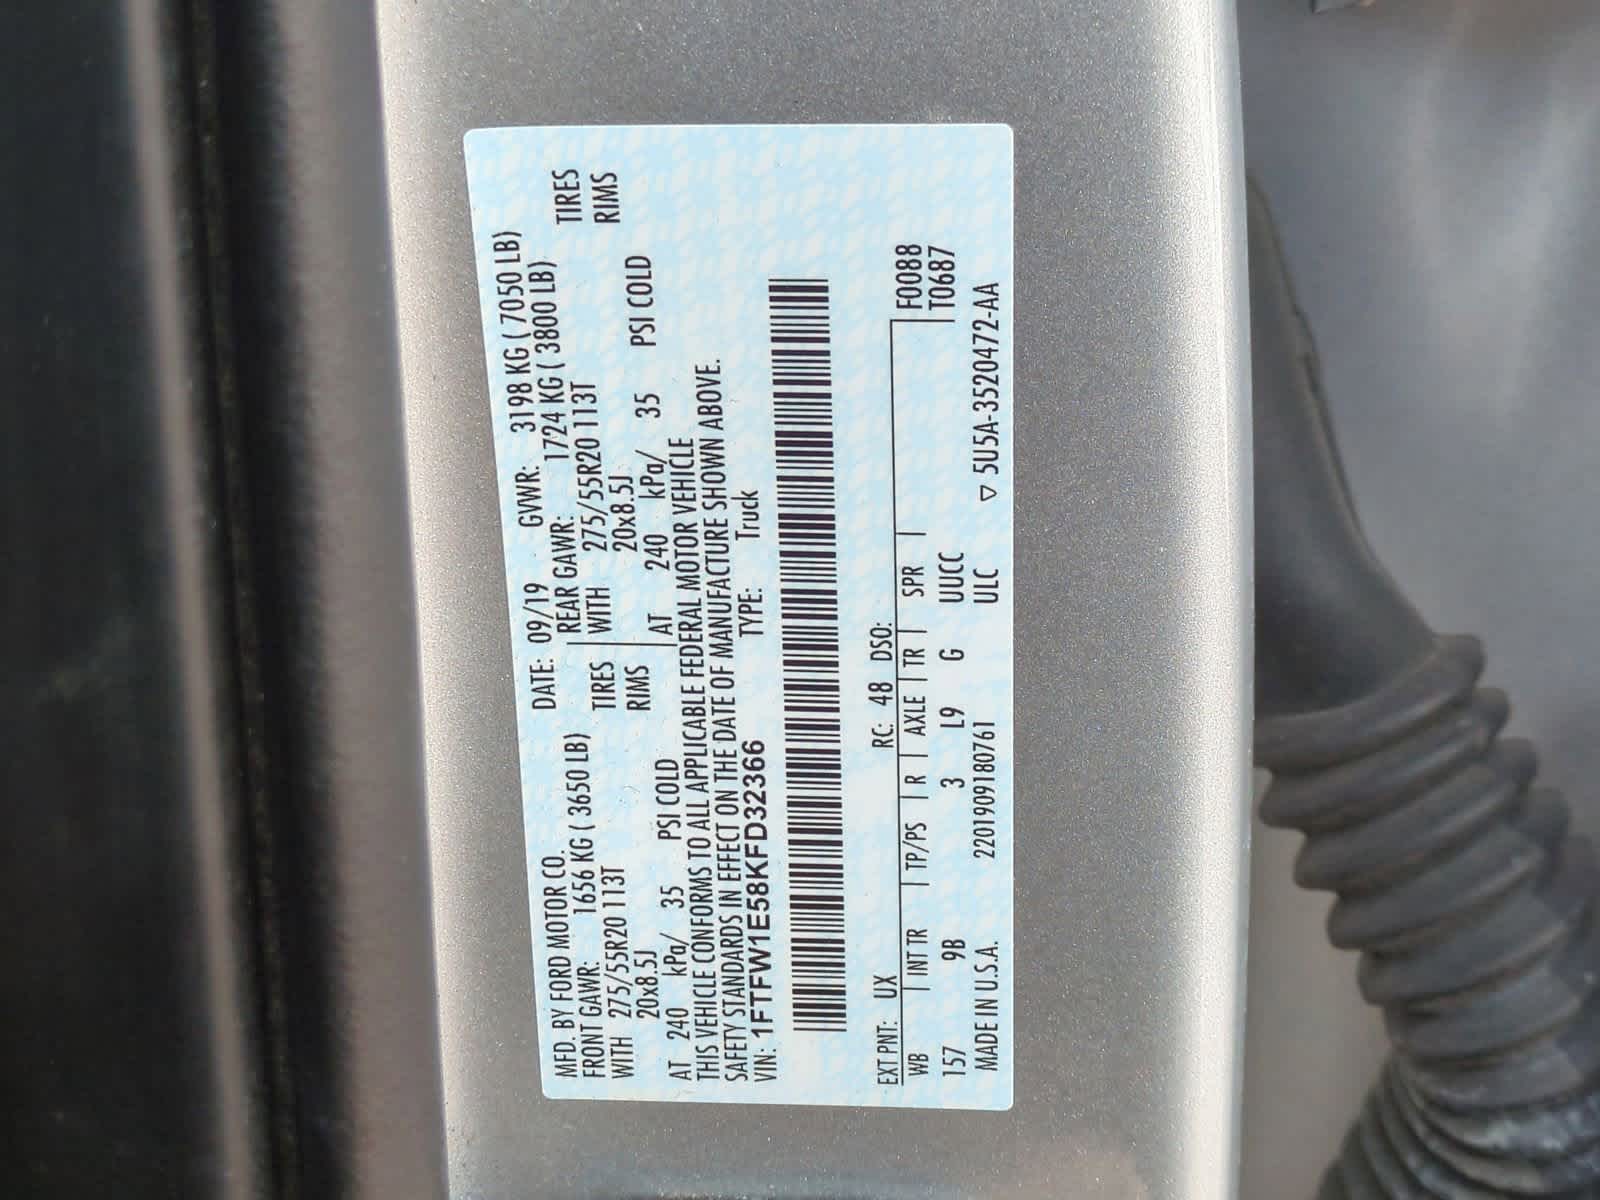 MFD. BY FORD MOTOR CO. DATE: 09/19 GVWR: 3198 KG ( 7050 LB)
FRONT GAWR: 1656 KG ( 3650 LB) REAR GAWR: 1724 KG ( 3800 LB)
WITH 275/55R20 113T TIRES WITH 275/55R20 113T TIRES
20x8.5J RIMS 20x8.5J RIMS
AT 240 kPa/ 35 PSI COLD AT 240 kPa/ 35 PSI COLD
THIS VEHICLE CONFORMS TO ALL APPLICABLE FEDERAL MOTOR VEHICLE
SAFETY STANDARDS IN EFFECT ON THE DATE OF MANUFACTURE SHOWN ABOVE.
VIN: 1FTFW1E58KFD32366 TYPE: Truck
EXT PNT: UX RC: 48 DSO:
WB | INT TR | TP/PS | R | AXLE | TR | SPR | F0088
157 9B 3 L9 G UUCC T0687
MADE IN U.S.A. 2201909180761 ULC ▽ 5U5A-3520472-AA